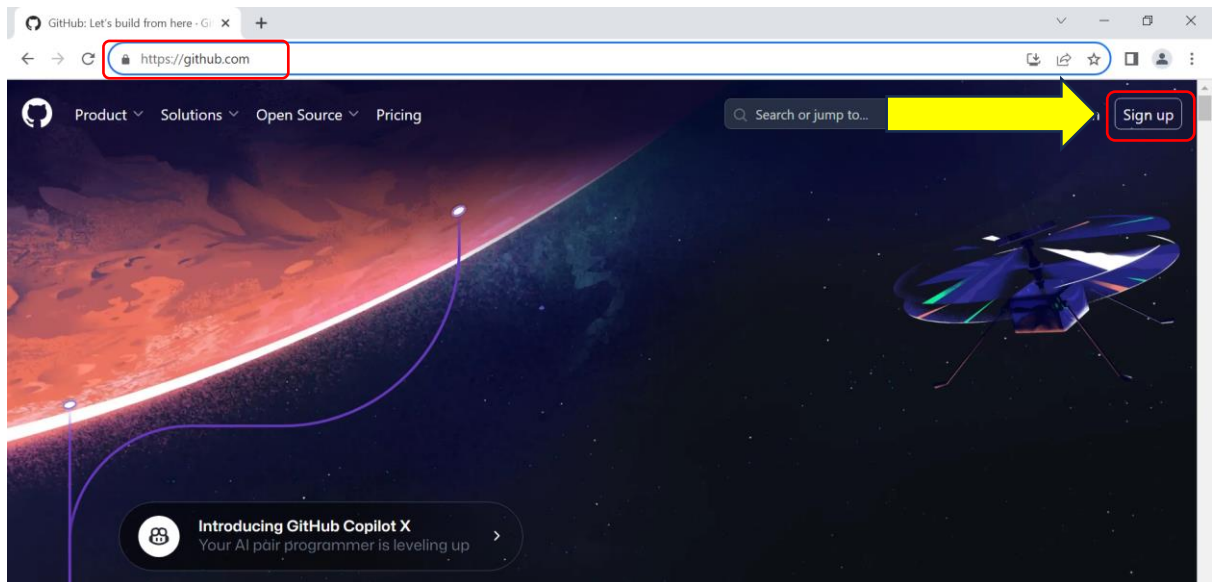 GitHub: Let's build from here · Gi
https://github.com
Product
Solutions
Open Source
Pricing
Search or jump to...
Sign up
Introducing GitHub Copilot X
Your AI pair programmer is leveling up